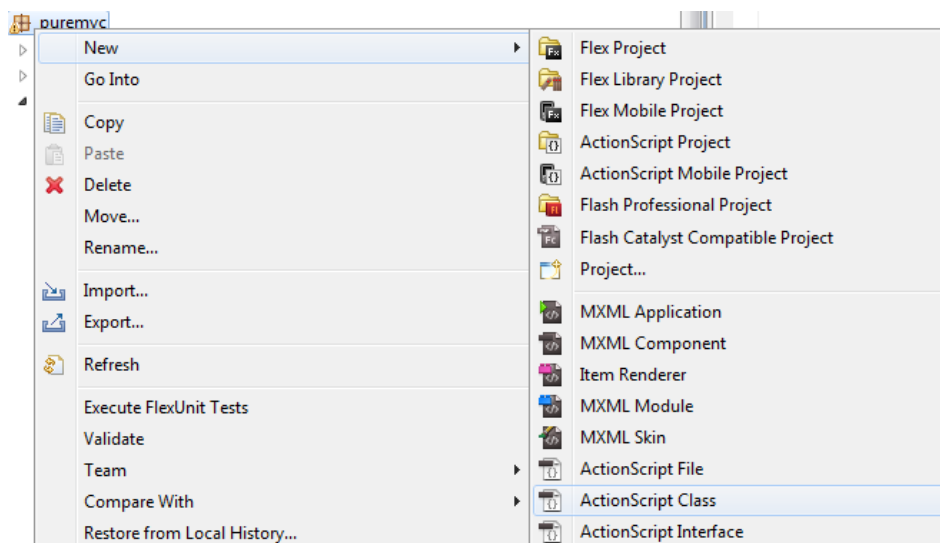 puremvc
New
Go Into
Copy
Paste
Delete
Move...
Rename...
Import...
Export...
Refresh
Execute FlexUnit Tests
Validate
Team
Compare With
Restore from Local History...
Flex Project
Flex Library Project
Flex Mobile Project
ActionScript Project
ActionScript Mobile Project
Flash Professional Project
Flash Catalyst Compatible Project
Project...
MXML Application
MXML Component
Item Renderer
MXML Module
MXML Skin
ActionScript File
ActionScript Class
ActionScript Interface